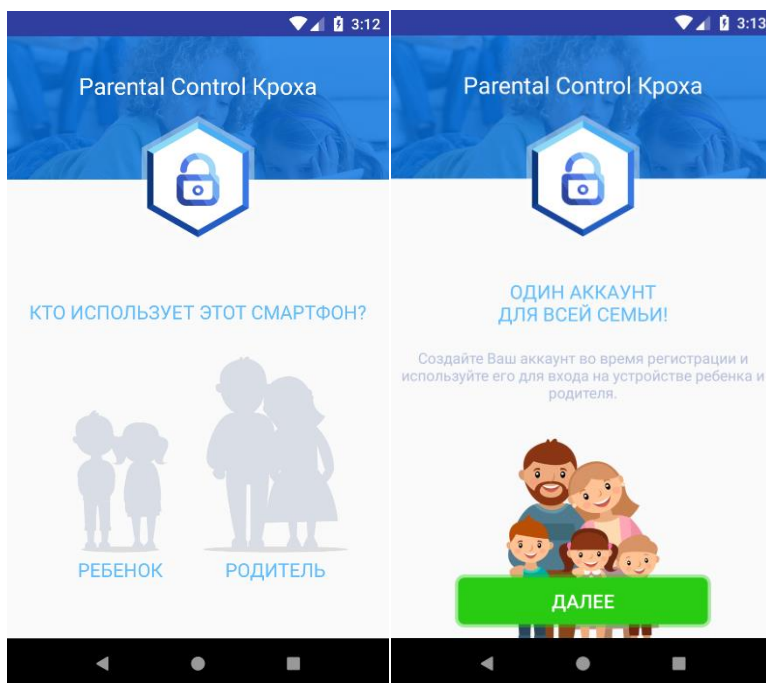 3:12
Parental Control Кроха
КТО ИСПОЛЬЗУЕТ ЭТОТ СМАРТФОН?
РЕБЕНОК
РОДИТЕЛЬ
3:13
Parental Control Кроха
ОДИН АККАУНТ
ДЛЯ ВСЕЙ СЕМЬИ!
Создайте Ваш аккаунт во время регистрации и
используйте его для входа на устройстве ребенка и
родителя.
ДАЛЕЕ